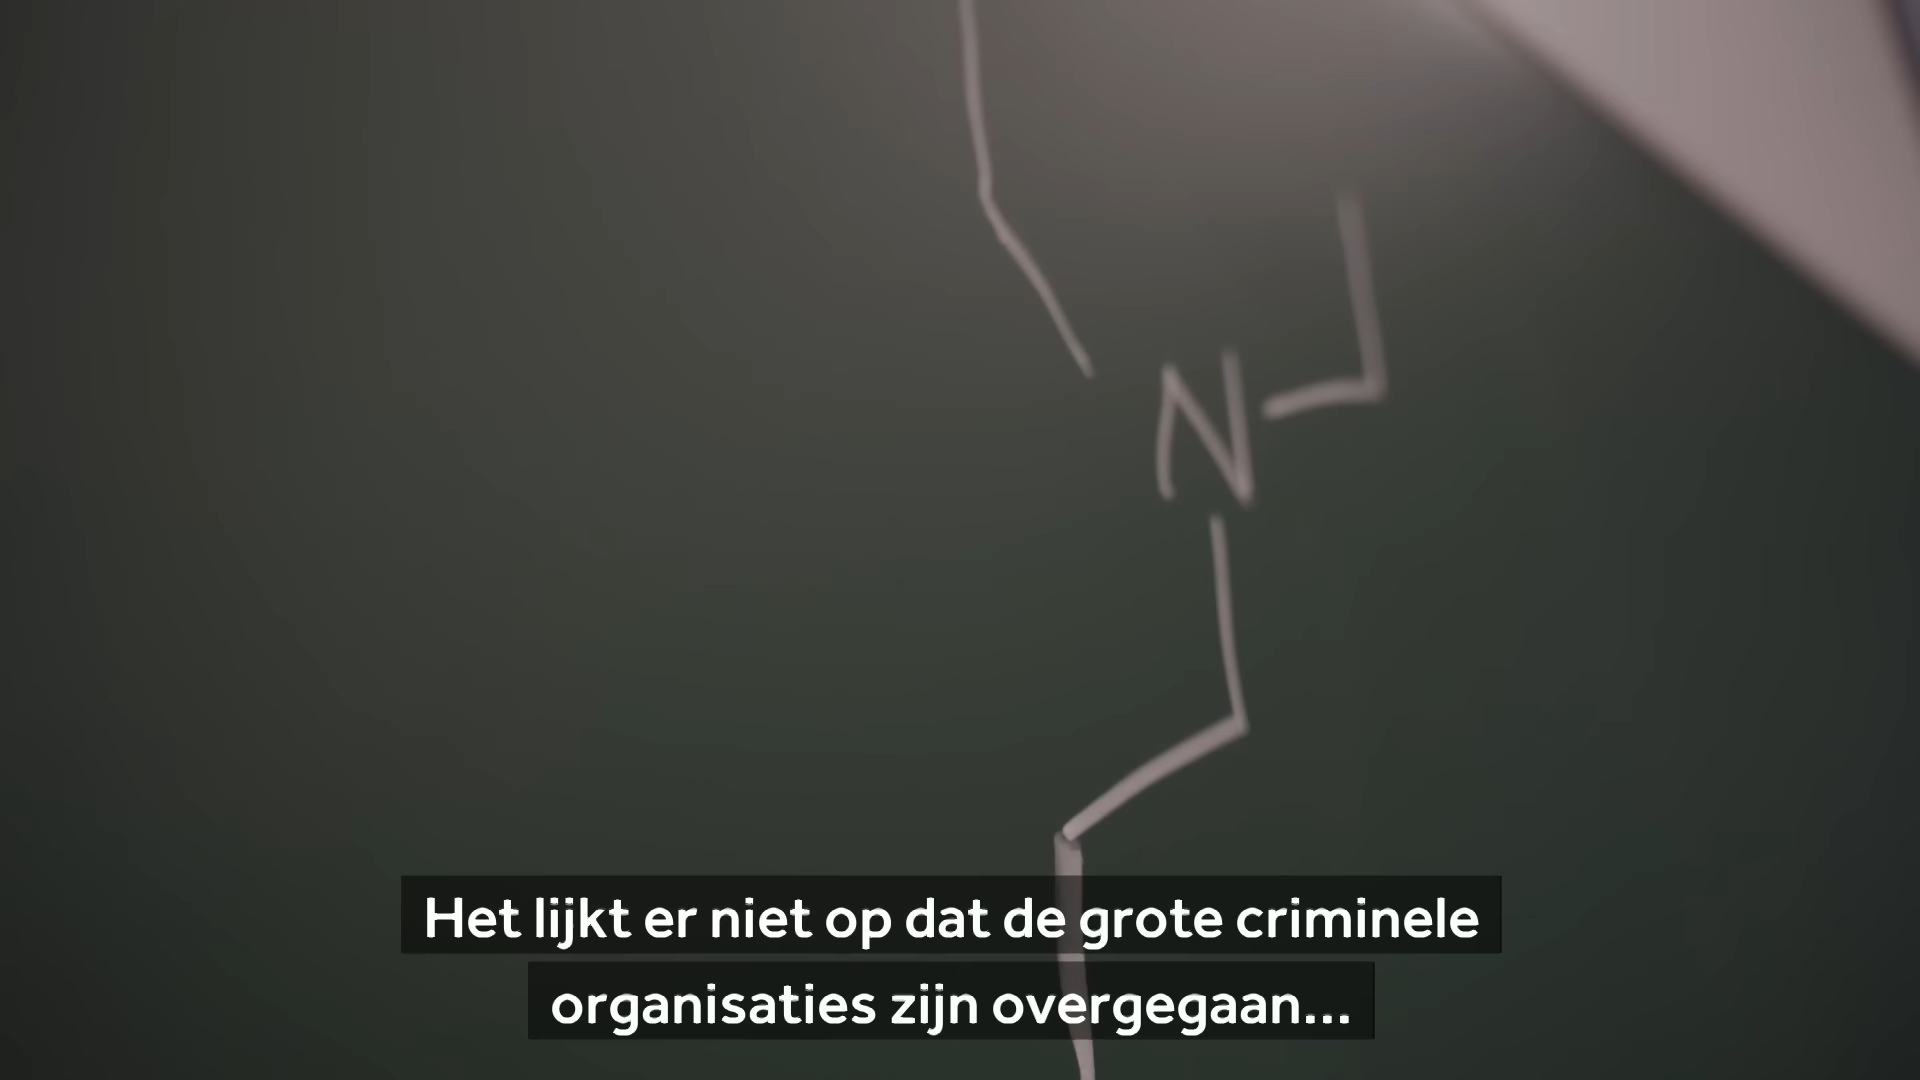 N
Het lijkt er niet op dat de grote criminele
organisaties zijn overgegaan...